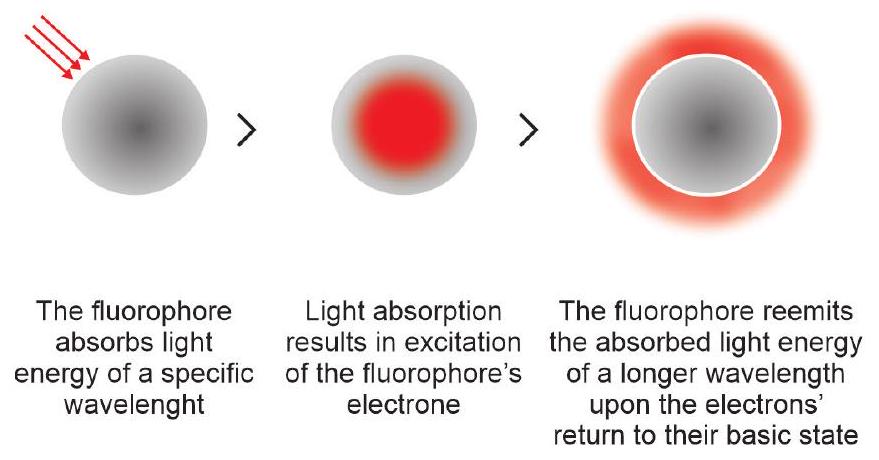 The fluorophore
absorbs light
energy of a specific
wavelenght
Light absorption
results in excitation
of the fluorophore's
electrone
The fluorophore reemits
the absorbed light energy
of a longer wavelength
upon the electrons'
return to their basic state